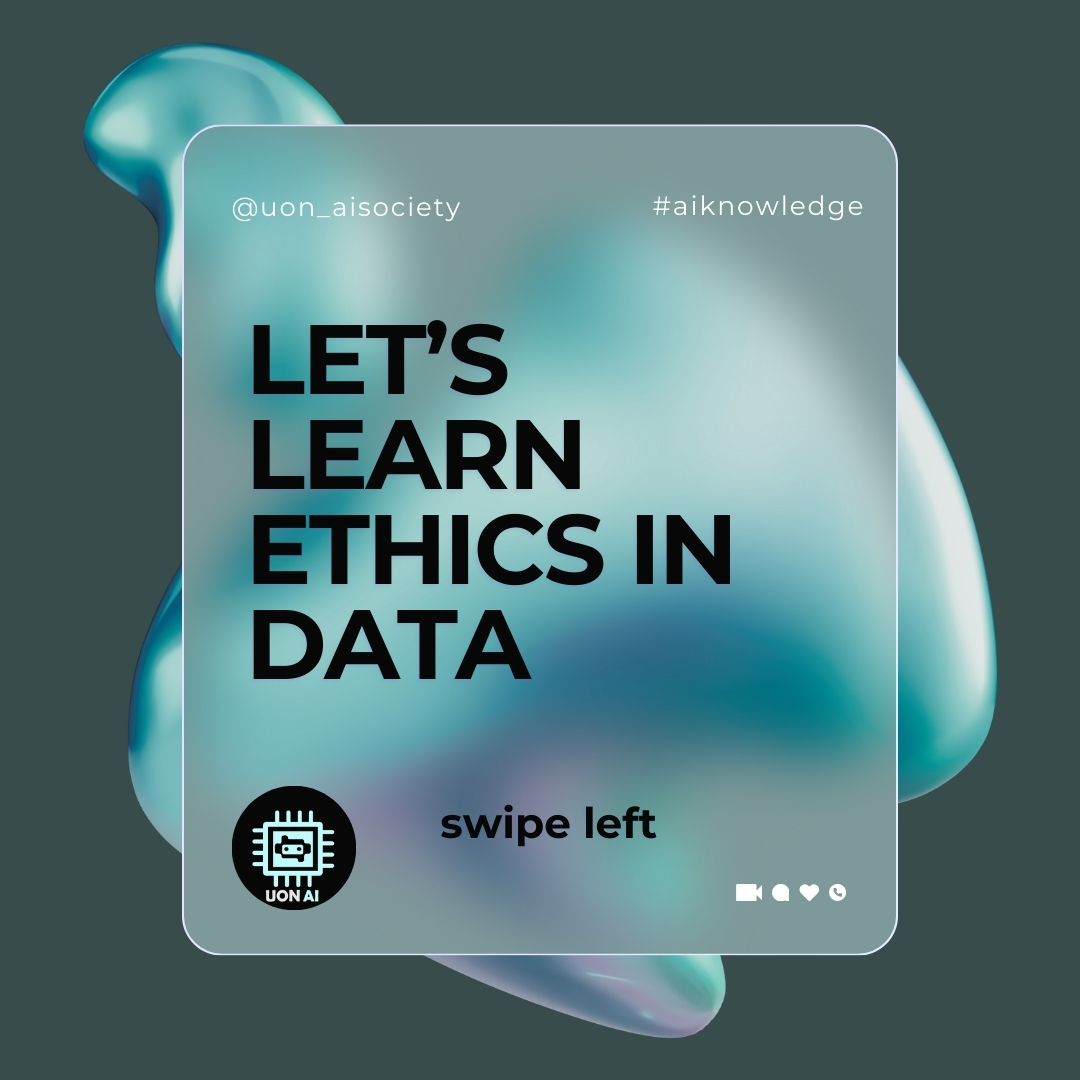 @uon_aisociety
#aiknowledge
LET’S
LEARN
ETHICS IN
DATA
swipe left
UON AI